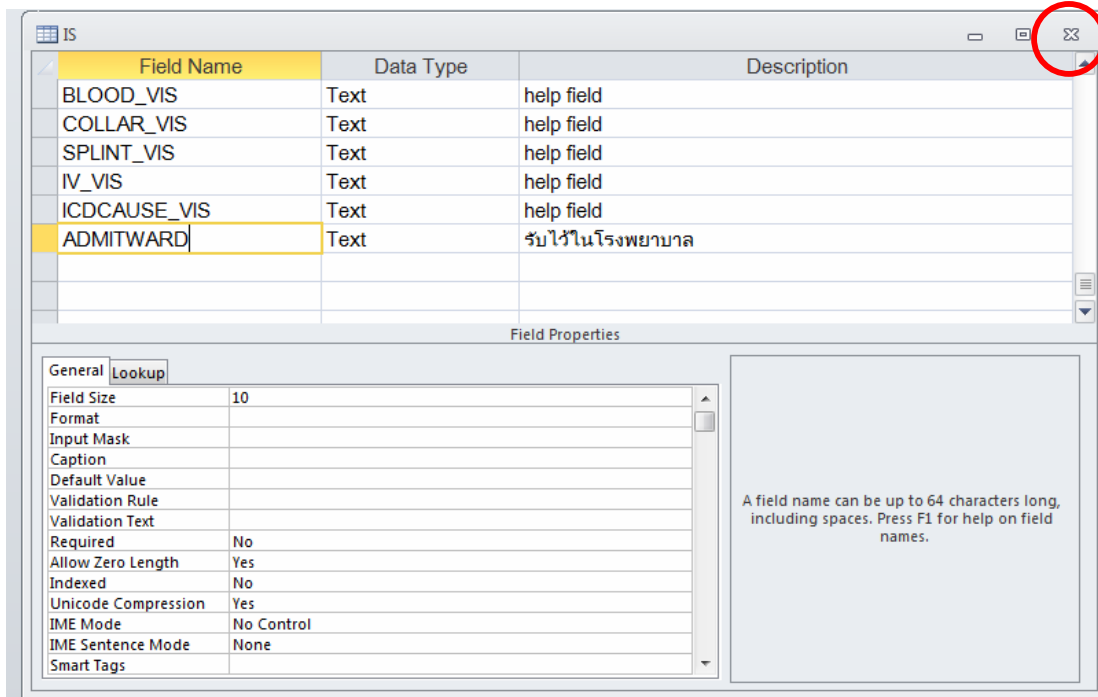 IS
Field Name Data Type Description
BLOOD_VIS Text help field
COLLAR_VIS Text help field
SPLINT_VIS Text help field
IV_VIS Text help field
ICDCAUSE_VIS Text help field
ADMITWARD Text รับไว้ในโรงพยาบาล
Field Properties
General Lookup
Field Size 10
Format
Input Mask
Caption
Default Value
Validation Rule
Validation Text
Required No
Allow Zero Length Yes
Indexed No
Unicode Compression Yes
IME Mode No Control
IME Sentence Mode None
Smart Tags
A field name can be up to 64 characters long,
including spaces. Press F1 for help on field
names.